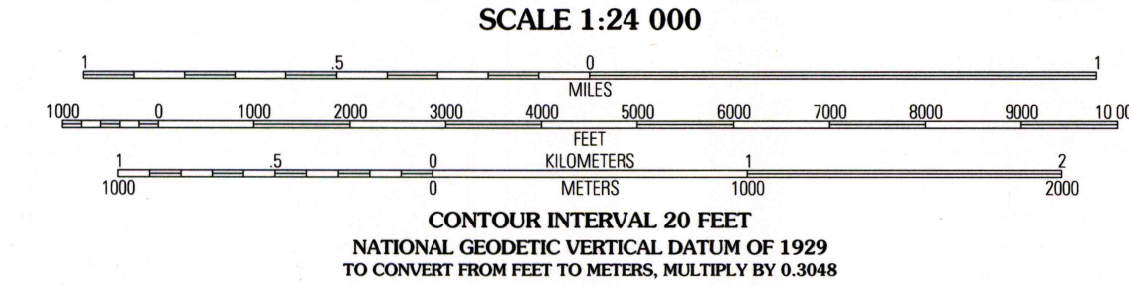 SCALE 1:24 000
1 .5 0 1
MILES
1000 0 1000 2000 3000 4000 5000 6000 7000 8000 9000 10 00
FEET
1 .5 0 KILOMETERS 1 2
1000 0 METERS 1000 2000
CONTOUR INTERVAL 20 FEET
NATIONAL GEODETIC VERTICAL DATUM OF 1929
TO CONVERT FROM FEET TO METERS, MULTIPLY BY 0.3048